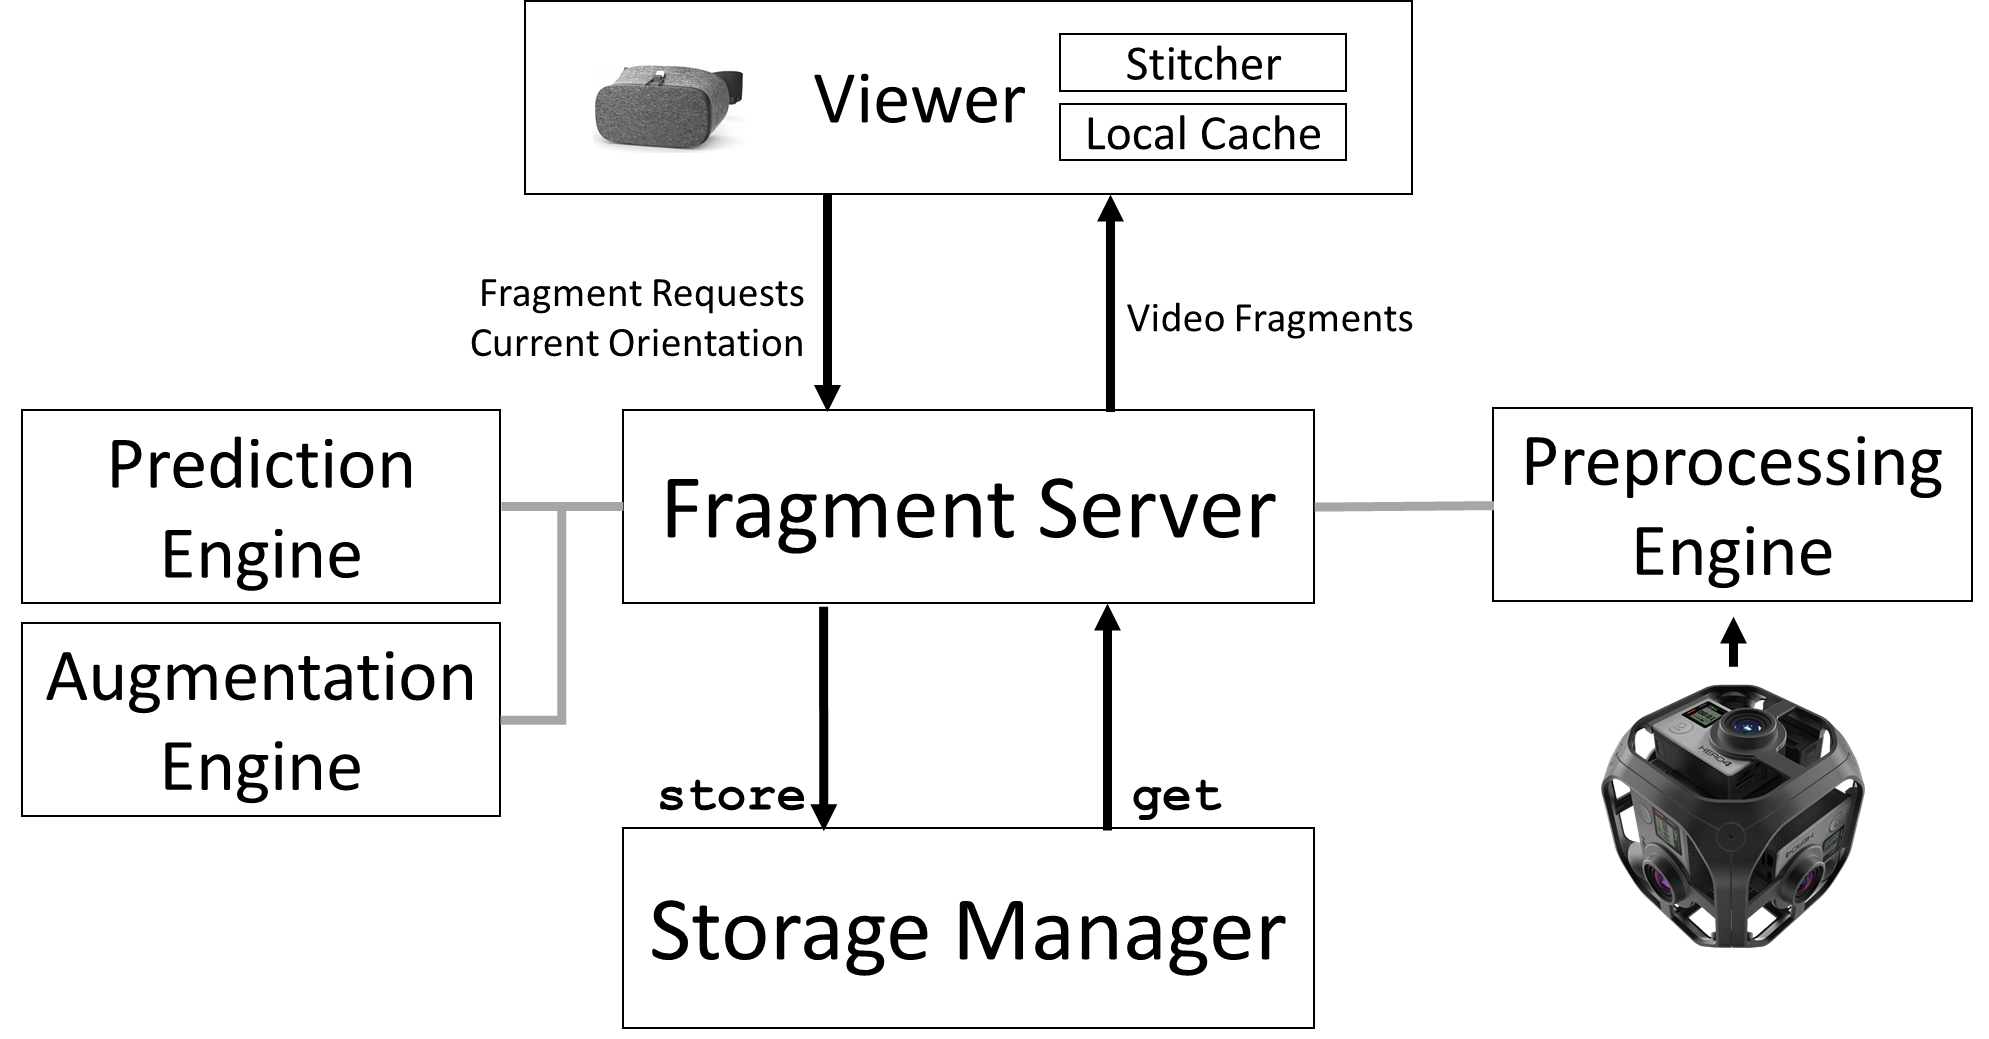 Viewer
Stitcher
Local Cache
Fragment Requests
Current Orientation
Video Fragments
Prediction
Engine
Fragment Server
Preprocessing
Engine
Augmentation
Engine
store
get
HERO4
Storage Manager